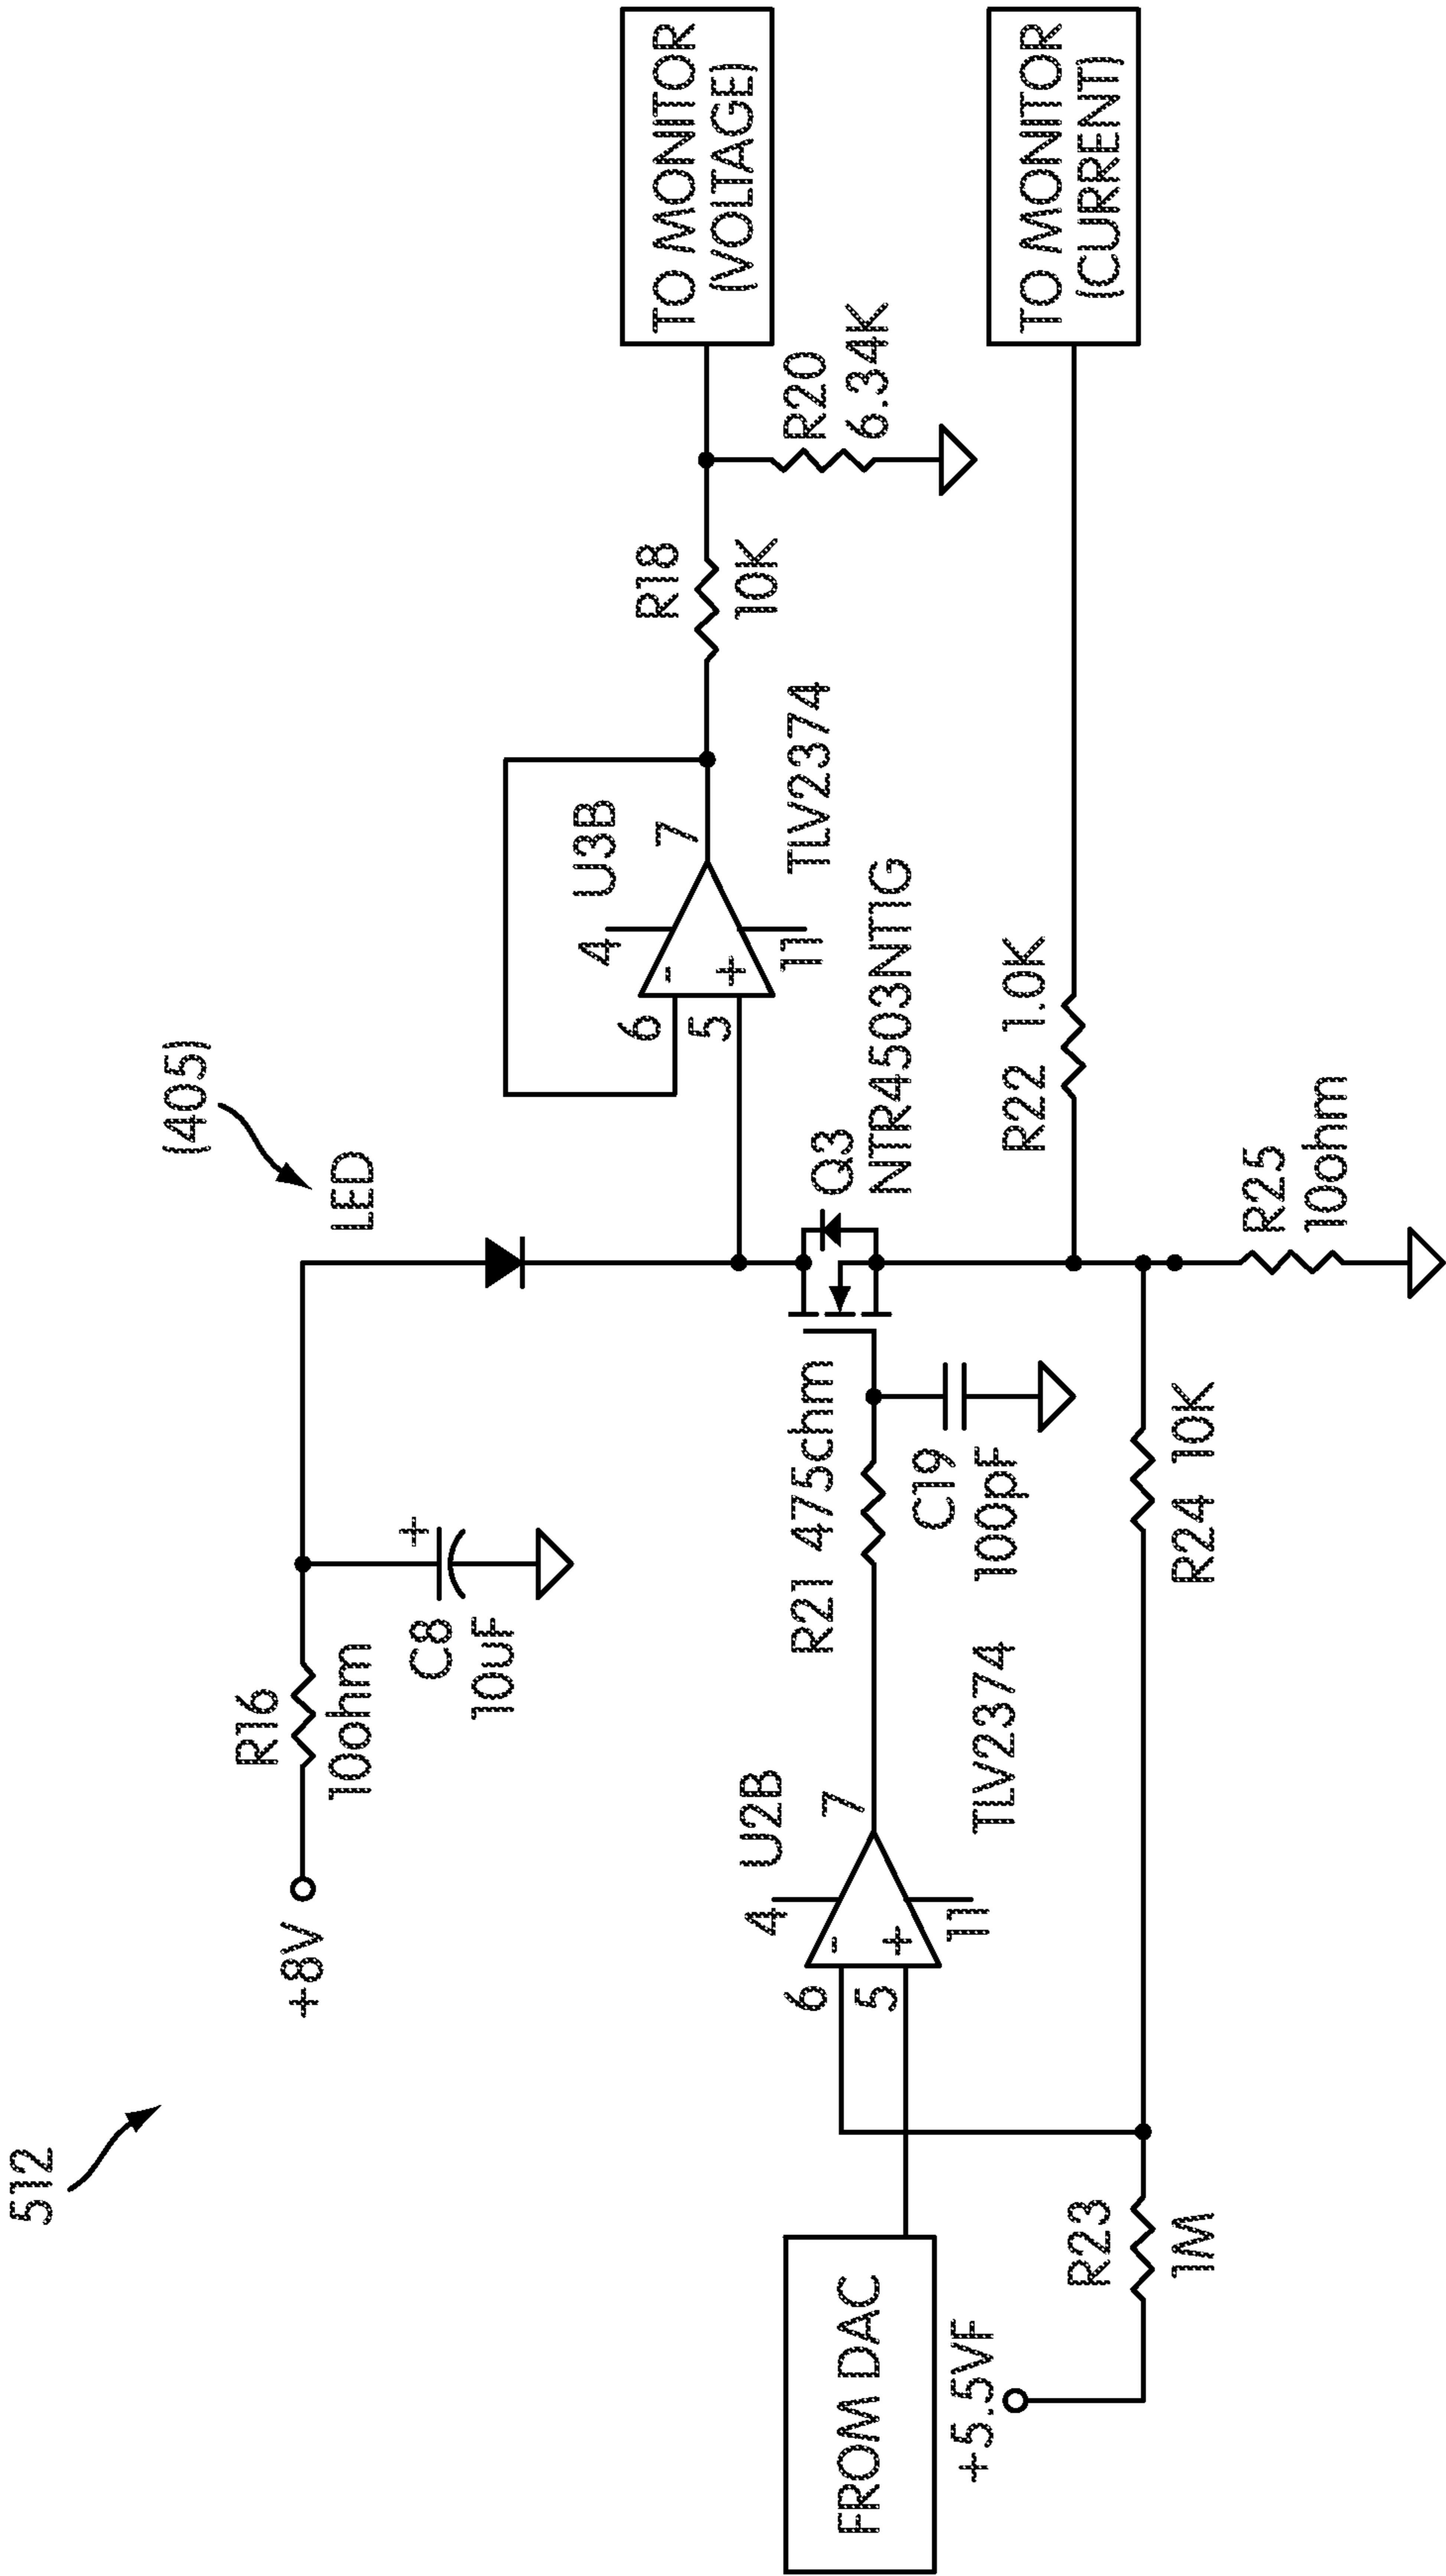 512
(405)
+8V
R16
10ohm
C8
+
10UF
LED
U3B
4
6
-
5
+
7
11
TLV2374
R18
10K
TO MONITOR
(VOLTAGE)
R20
6.34K
FROM DAC
U2B
4
6
-
5
+
7
11
TLV2374
R21 475chm
C19
100pF
Q3
NTR4503NT1G
R22 1.0K
TO MONITOR
(CURRENT)
+5.5VF
R23
1M
R24 10K
R25
10ohm